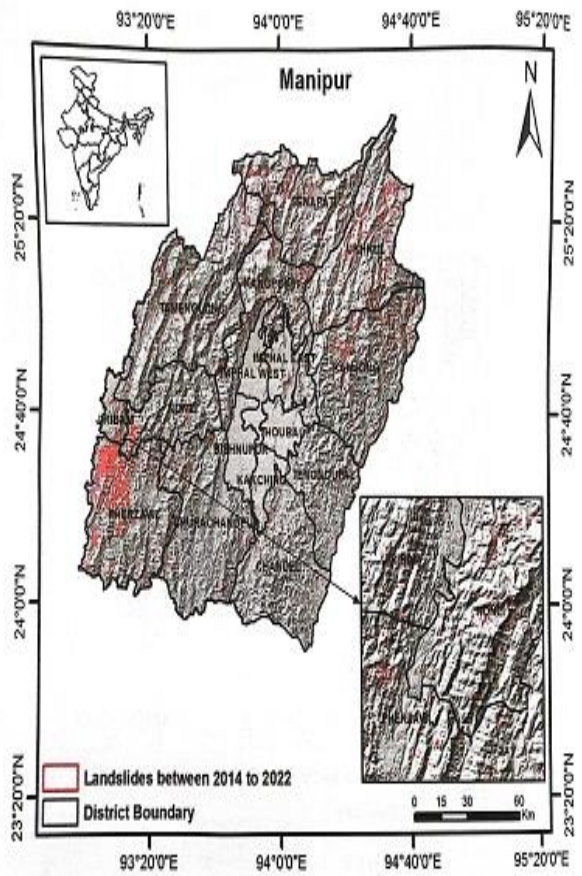 93°20'0"E 94°0'0"E 94°40'0"E 95°20'0"E
Manipur
N
25°20'0"N 25°20'0"N
SENAPATI
UKHRUL
KANGPOKPI
TAMENGLONG
IMPHAL EAST
IMPHAL WEST
KAMJONG
24°40'0"N 24°40'0"N
JIRIBAM
NONEY
THOUBAL
BISHNUPUR
TENGNOUPAL
KAKCHING
PHERZAWL
CHURACHANDPUR
CHANDEL
24°0'0"N 24°0'0"N
PHERZAWL
Landslides between 2014 to 2022
District Boundary
0 15 30 60
Km
23°20'0"N 23°20'0"N
93°20'0"E 94°0'0"E 94°40'0"E 95°20'0"E